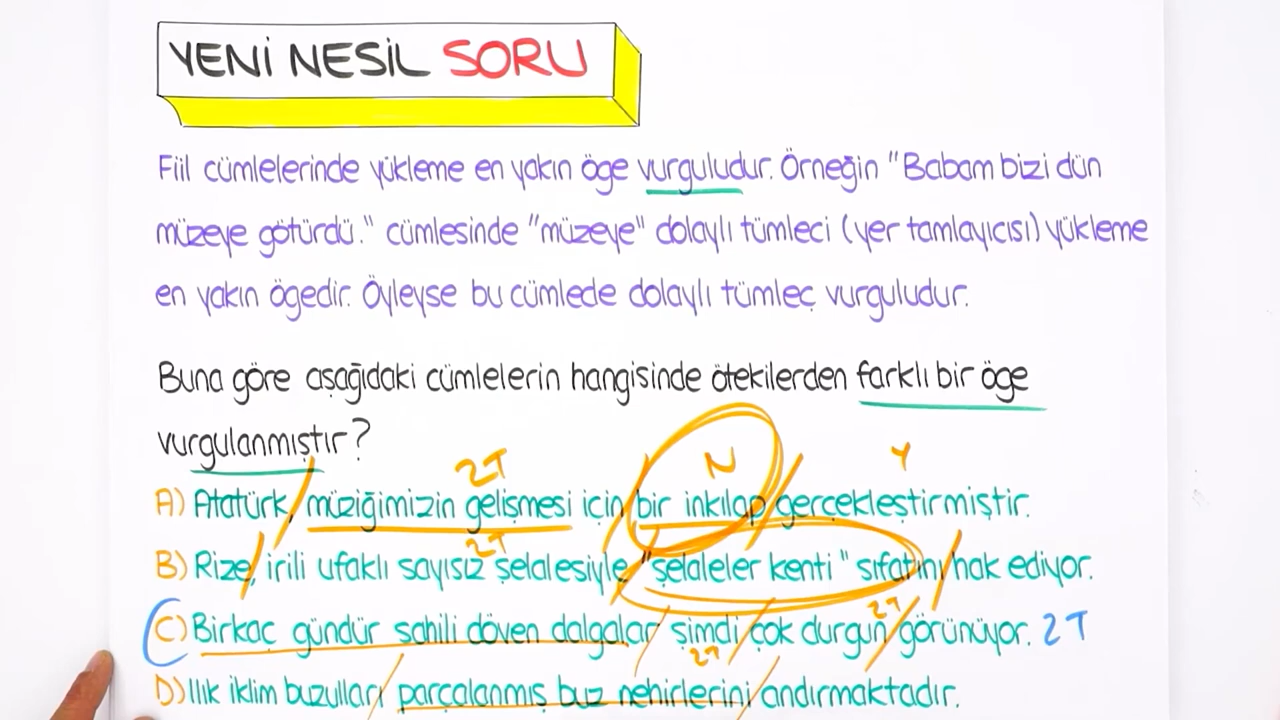 YENİ NESİL SORU
Fiil cümlelerinde yükleme en yakın öge vurguludur. Örneğin "Babam bizi dün
müzeye götürdü." cümlesinde "müzeye" dolaylı tümleci (yer tamlayıcısı) yükleme
en yakın ögedir. Öyleyse bu cümlede dolaylı tümleç vurguludur.
Buna göre aşağıdaki cümlelerin hangisinde ötekilerden farklı bir öge
vurgulanmıştır?
ZT N Y
A) Atatürk, müziğimizin gelişmesi için bir inkılap gerçekleştirmiştir.
ZT
B) Rize, irili ufaklı sayısız şelalesiyle "şelaleler kenti" sıfatını hak ediyor.
ZT
C) Birkaç gündür sahili döven dalgalar şimdi çok durgun görünüyor. ZT
ZT
D) Ilık iklim buzulları parçalanmış buz nehirlerini andırmaktadır.